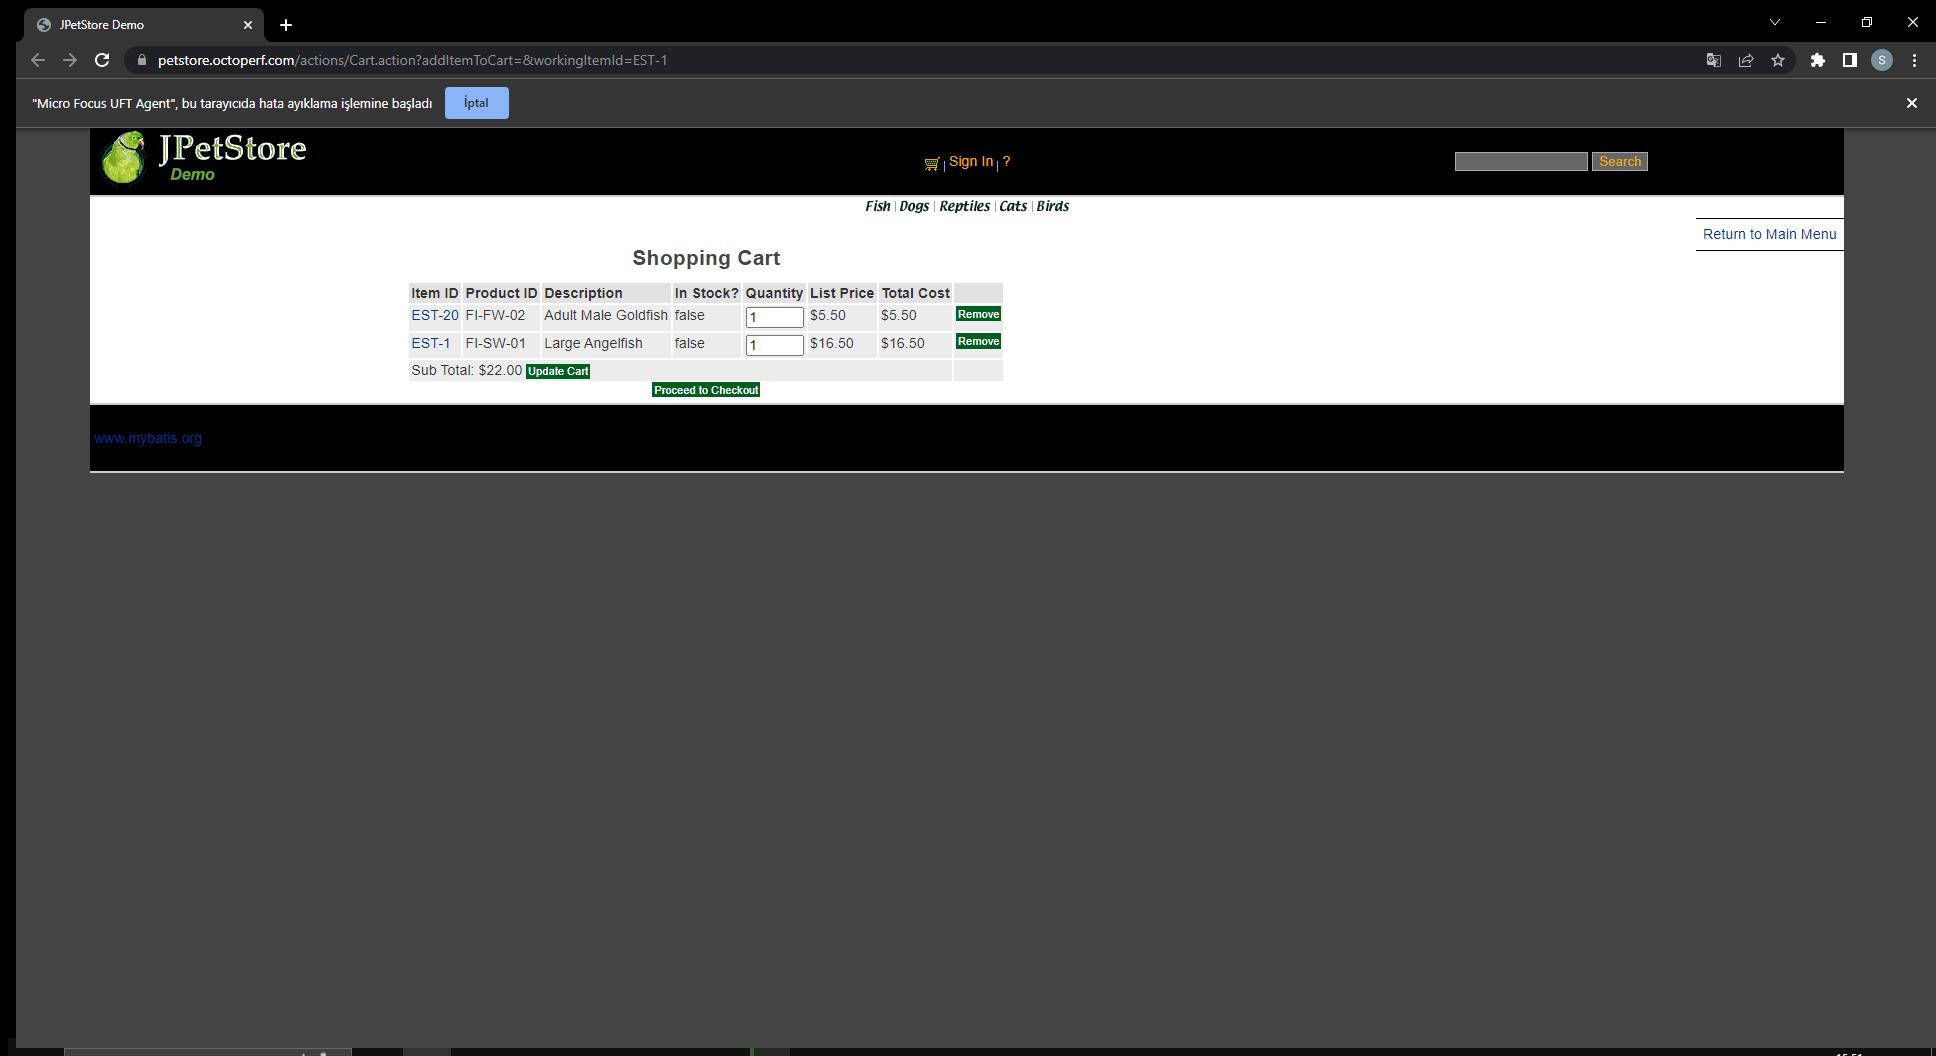 JPetStore Demo
petstore.octoperf.com/actions/Cart.action?addItemToCart=&workingItemId=EST-1
S
"Micro Focus UFT Agent", bu tarayıcıda hata ayıklama işlemine başladı
İptal
JPetStore
Demo
| Sign In | ?
Search
Fish | Dogs | Reptiles | Cats | Birds
Return to Main Menu
Shopping Cart
Item ID Product ID Description In Stock? Quantity List Price Total Cost
EST-20 FI-FW-02 Adult Male Goldfish false 1 $5.50 $5.50 Remove
EST-1 FI-SW-01 Large Angelfish false 1 $16.50 $16.50 Remove
Sub Total: $22.00 Update Cart
Proceed to Checkout
www.mybatis.org